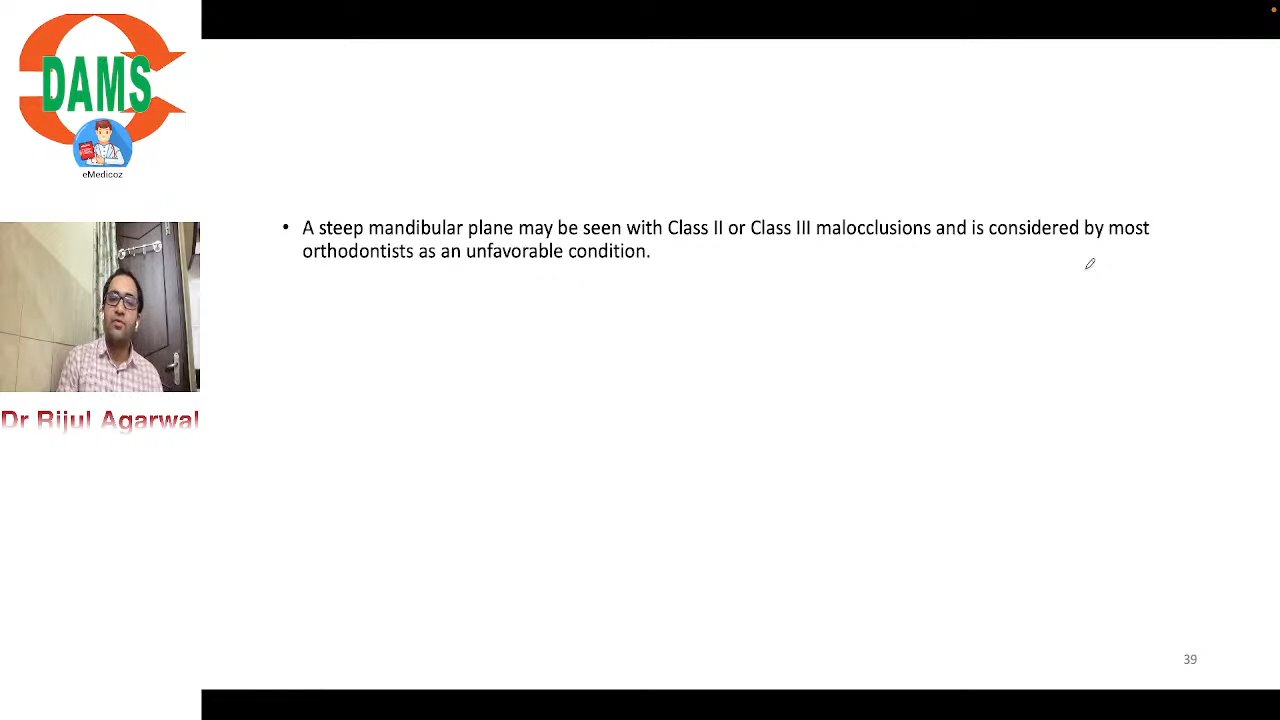 DAMS
eMedicoz
• A steep mandibular plane may be seen with Class II or Class III malocclusions and is considered by most
orthodontists as an unfavorable condition.
Dr Rijul Agarwal
39